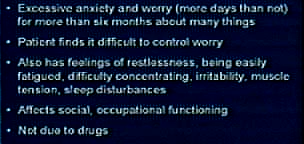 • Excessive anxiety and worry (more days than not)
for more than six months about many things
• Patient finds it difficult to control worry
• Also has feelings of restlessness, being easily
fatigued, difficulty concentrating, irritability, muscle
tension, sleep disturbances
• Affects social, occupational functioning
• Not due to drugs